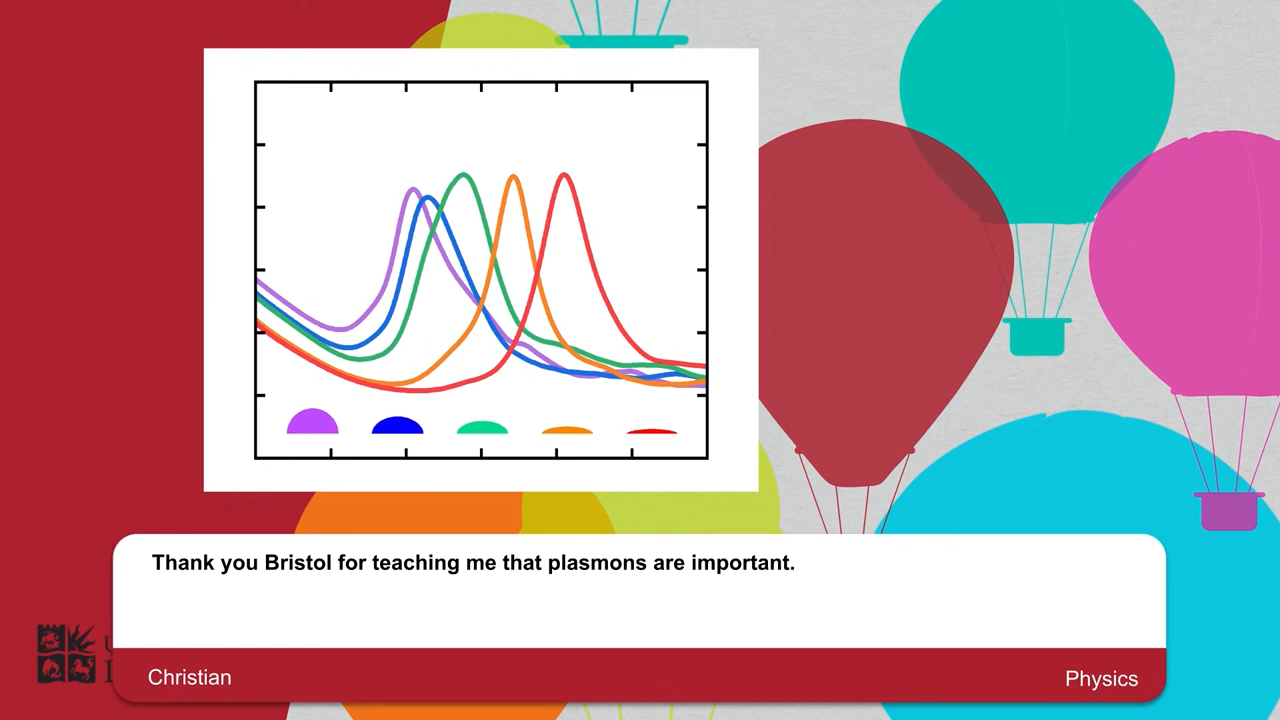 Thank you Bristol for teaching me that plasmons are important.
Christian
Physics